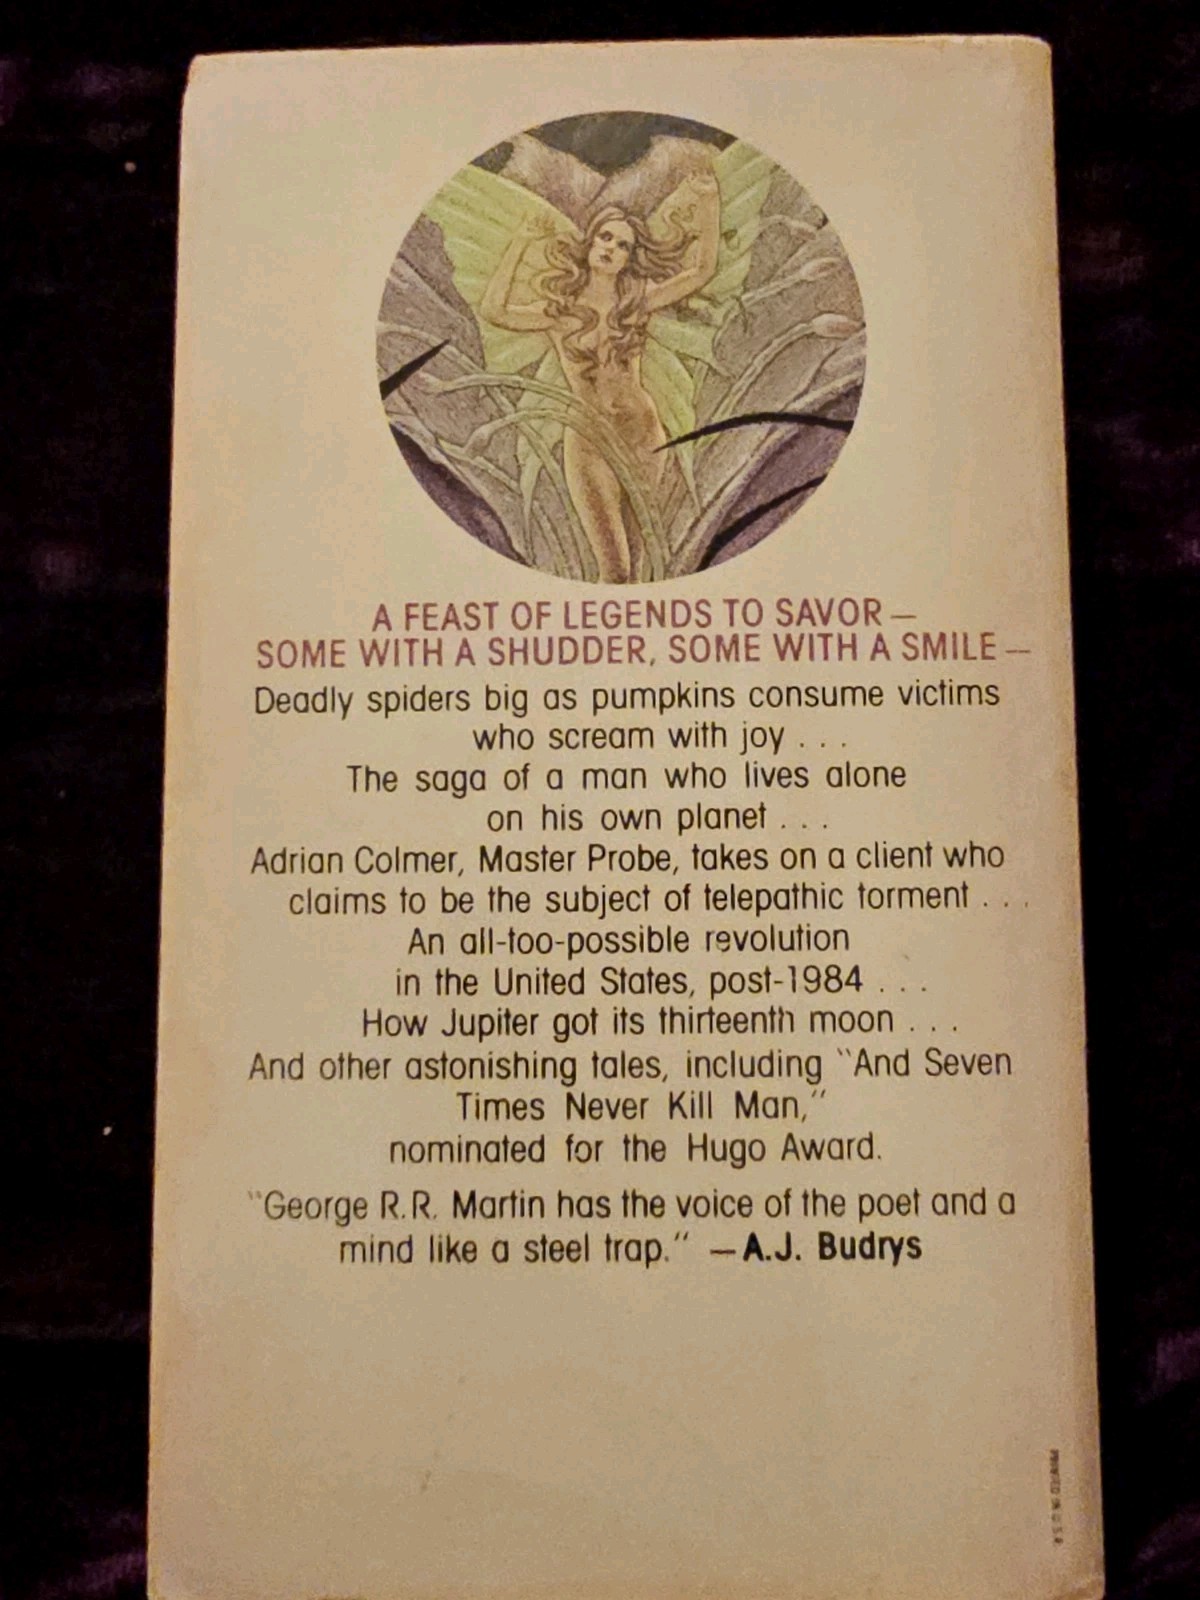 A FEAST OF LEGENDS TO SAVOR —
SOME WITH A SHUDDER, SOME WITH A SMILE —
Deadly spiders big as pumpkins consume victims
who scream with joy . . .
The saga of a man who lives alone
on his own planet . . .
Adrian Colmer, Master Probe, takes on a client who
claims to be the subject of telepathic torment . . .
An all-too-possible revolution
in the United States, post-1984 . . .
How Jupiter got its thirteenth moon . . .
And other astonishing tales, including "And Seven
Times Never Kill Man,"
nominated for the Hugo Award.
"George R.R. Martin has the voice of the poet and a
mind like a steel trap." —A.J. Budrys
PRINTED IN U.S.A.